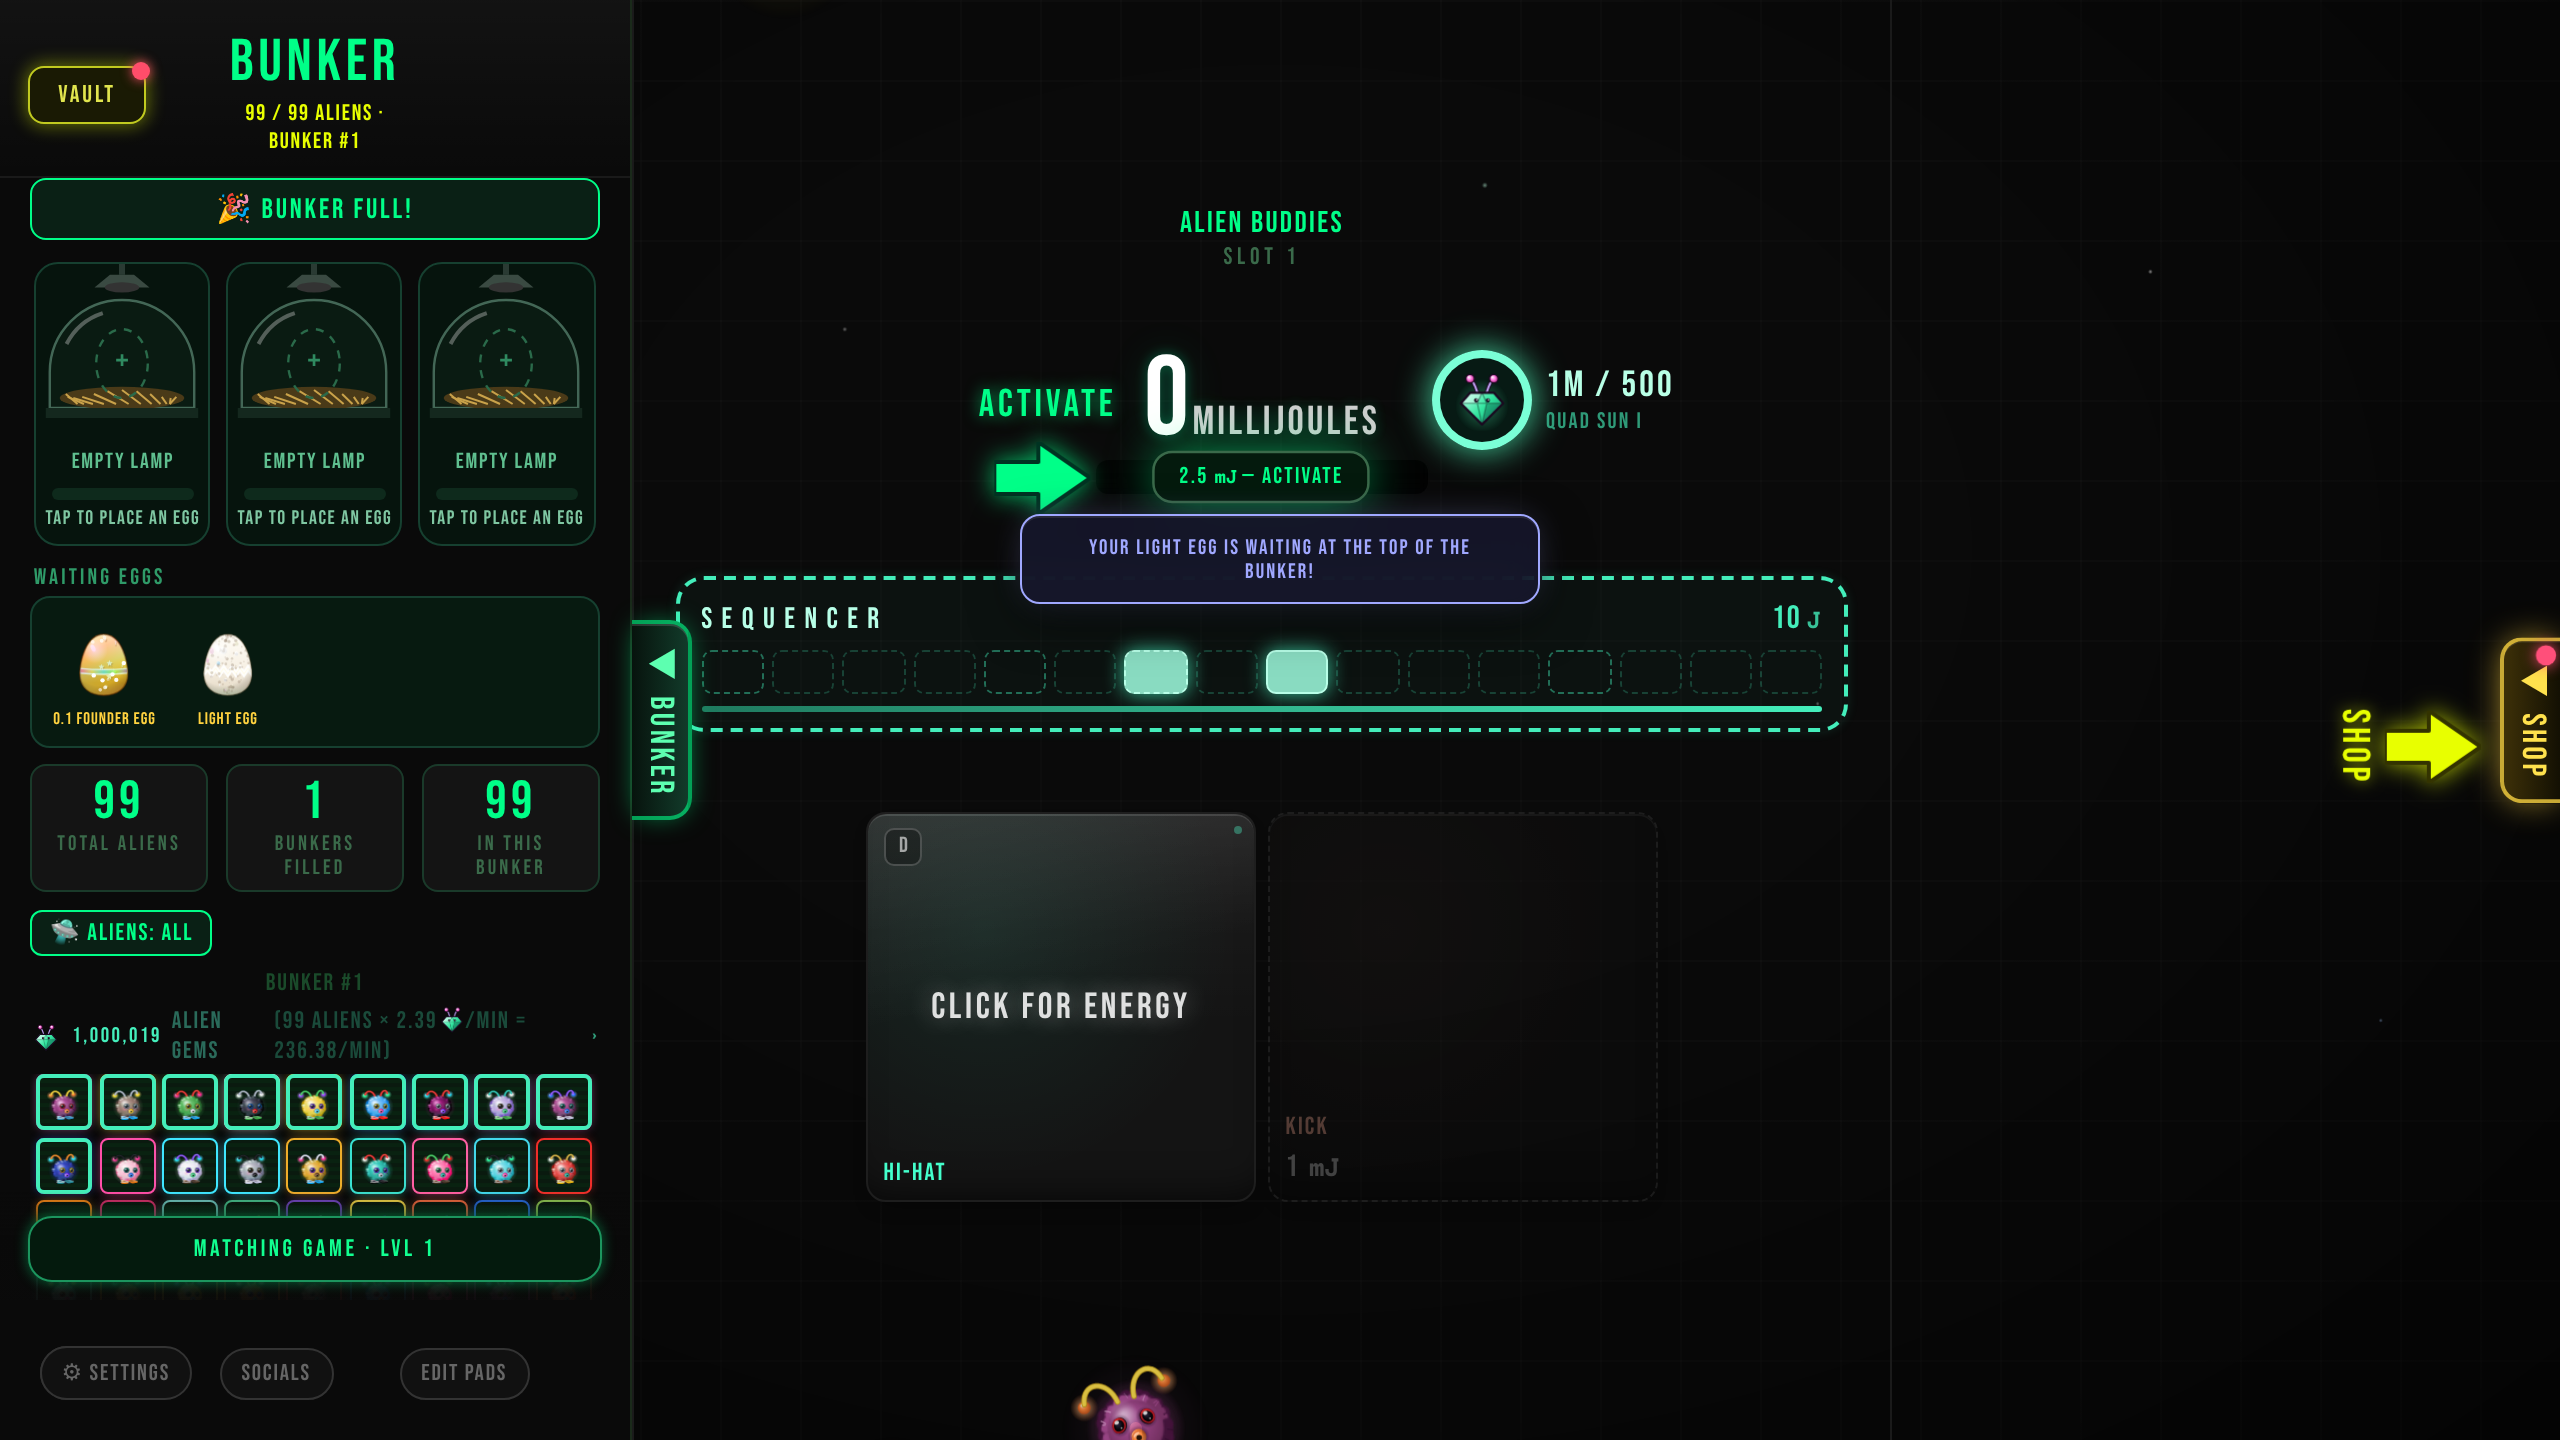 VAULT
BUNKER
99 / 99 ALIENS ·
BUNKER #1
BUNKER FULL!
EMPTY LAMP
TAP TO PLACE AN EGG
EMPTY LAMP
TAP TO PLACE AN EGG
EMPTY LAMP
TAP TO PLACE AN EGG
WAITING EGGS
0.1 FOUNDER EGG
LIGHT EGG
99
TOTAL ALIENS
1
BUNKERS
FILLED
99
IN THIS
BUNKER
ALIENS: ALL
BUNKER #1
1,000,019
ALIEN
GEMS
(99 ALIENS × 2.39 /MIN =
236.38/MIN)
›
MATCHING GAME · LVL 1
SETTINGS
SOCIALS
EDIT PADS
BUNKER
ALIEN BUDDIES
SLOT 1
ACTIVATE
0 MILLIJOULES
1M / 500
QUAD SUN I
2.5 mJ – ACTIVATE
YOUR LIGHT EGG IS WAITING AT THE TOP OF THE
BUNKER!
SEQUENCER
10 J
D
CLICK FOR ENERGY
HI-HAT
KICK
1 mJ
SHOP
SHOP